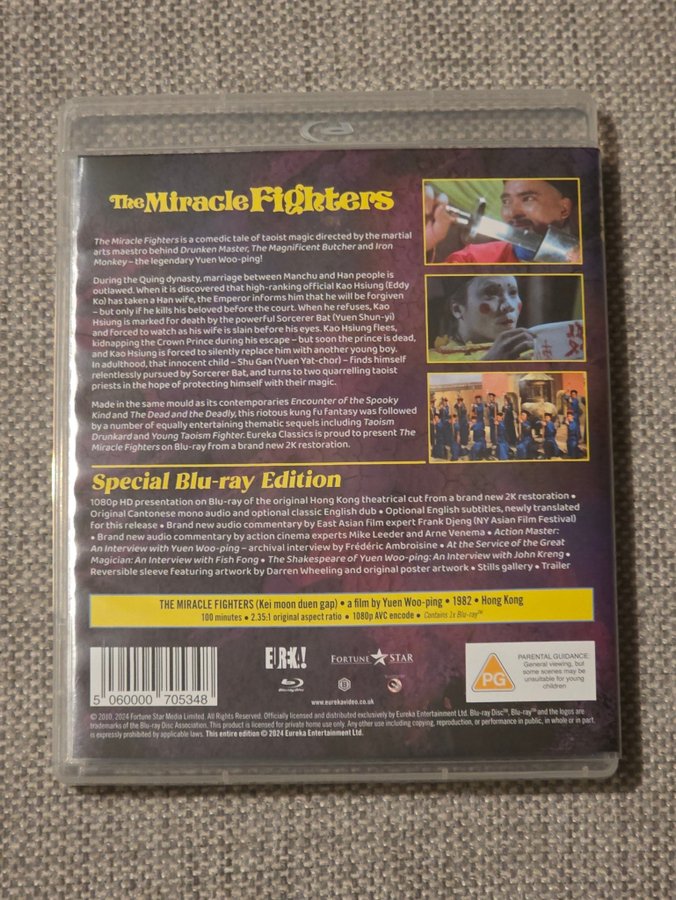 The Miracle Fighters
The Miracle Fighters is a comedic tale of taoist magic directed by the martial
arts maestro behind Drunken Master, The Magnificent Butcher and Iron
Monkey – the legendary Yuen Woo-ping!
During the Quing dynasty, marriage between Manchu and Han people is
outlawed. When it is discovered that high-ranking official Kao Hsiung (Eddy
Ko) has taken a Han wife, the Emperor informs him that he will be forgiven
– but only if he kills his beloved before the court. When he refuses, Kao
Hsiung is marked for death by the powerful Sorcerer Bat (Yuen Shun-yi)
and forced to watch as his wife is slain before his eyes. Kao Hsiung flees,
kidnapping the Crown Prince during his escape – but soon the prince is dead,
and Kao Hsiung is forced to silently replace him with another young boy.
In adulthood, that innocent child – Shu Gan (Yuen Yat-chor) – finds himself
relentlessly pursued by Sorcerer Bat, and turns to two quarrelling taoist
priests in the hope of protecting himself with their magic.
Made in the same mould as its contemporaries Encounter of the Spooky
Kind and The Dead and the Deadly, this riotous kung fu fantasy was followed
by a number of equally entertaining thematic sequels including Taoism
Drunkard and Young Taoism Fighter. Eureka Classics is proud to present The
Miracle Fighters on Blu-ray from a brand new 2K restoration.
Special Blu-ray Edition
1080p HD presentation on Blu-ray of the original Hong Kong theatrical cut from a brand new 2K restoration •
Original Cantonese mono audio and optional classic English dub • Optional English subtitles, newly translated
for this release • Brand new audio commentary by East Asian film expert Frank Djeng (NY Asian Film Festival)
• Brand new audio commentary by action cinema experts Mike Leeder and Arne Venema • Action Master:
An Interview with Yuen Woo-ping – archival interview by Frédéric Ambroisine • At the Service of the Great
Magician: An Interview with Fish Fong • The Shakespeare of Yuen Woo-ping: An Interview with John Kreng •
Reversible sleeve featuring artwork by Darren Wheeling and original poster artwork • Stills gallery • Trailer
THE MIRACLE FIGHTERS (Kei moon duen gap) • a film by Yuen Woo-ping • 1982 • Hong Kong
100 minutes • 2.35:1 original aspect ratio • 1080p AVC encode • Contains 1x Blu-ray™
5 060000 705348
EUREKA!
Blu-ray Disc
FORTUNE STAR
www.eurekavideo.co.uk
PG
PARENTAL GUIDANCE
General viewing, but
some scenes may be
unsuitable for young
children
© 2010, 2024 Fortune Star Media Limited. All Rights Reserved. Officially licensed and distributed exclusively by Eureka Entertainment Ltd. Blu-ray Disc™, Blu-ray™ and the logos are
trademarks of the Blu-ray Disc Association. This product is licensed for private home use only. Any other use including copying, reproduction, or performance in public, in whole or in part,
is expressly prohibited by applicable laws. This entire edition © 2024 Eureka Entertainment Ltd.